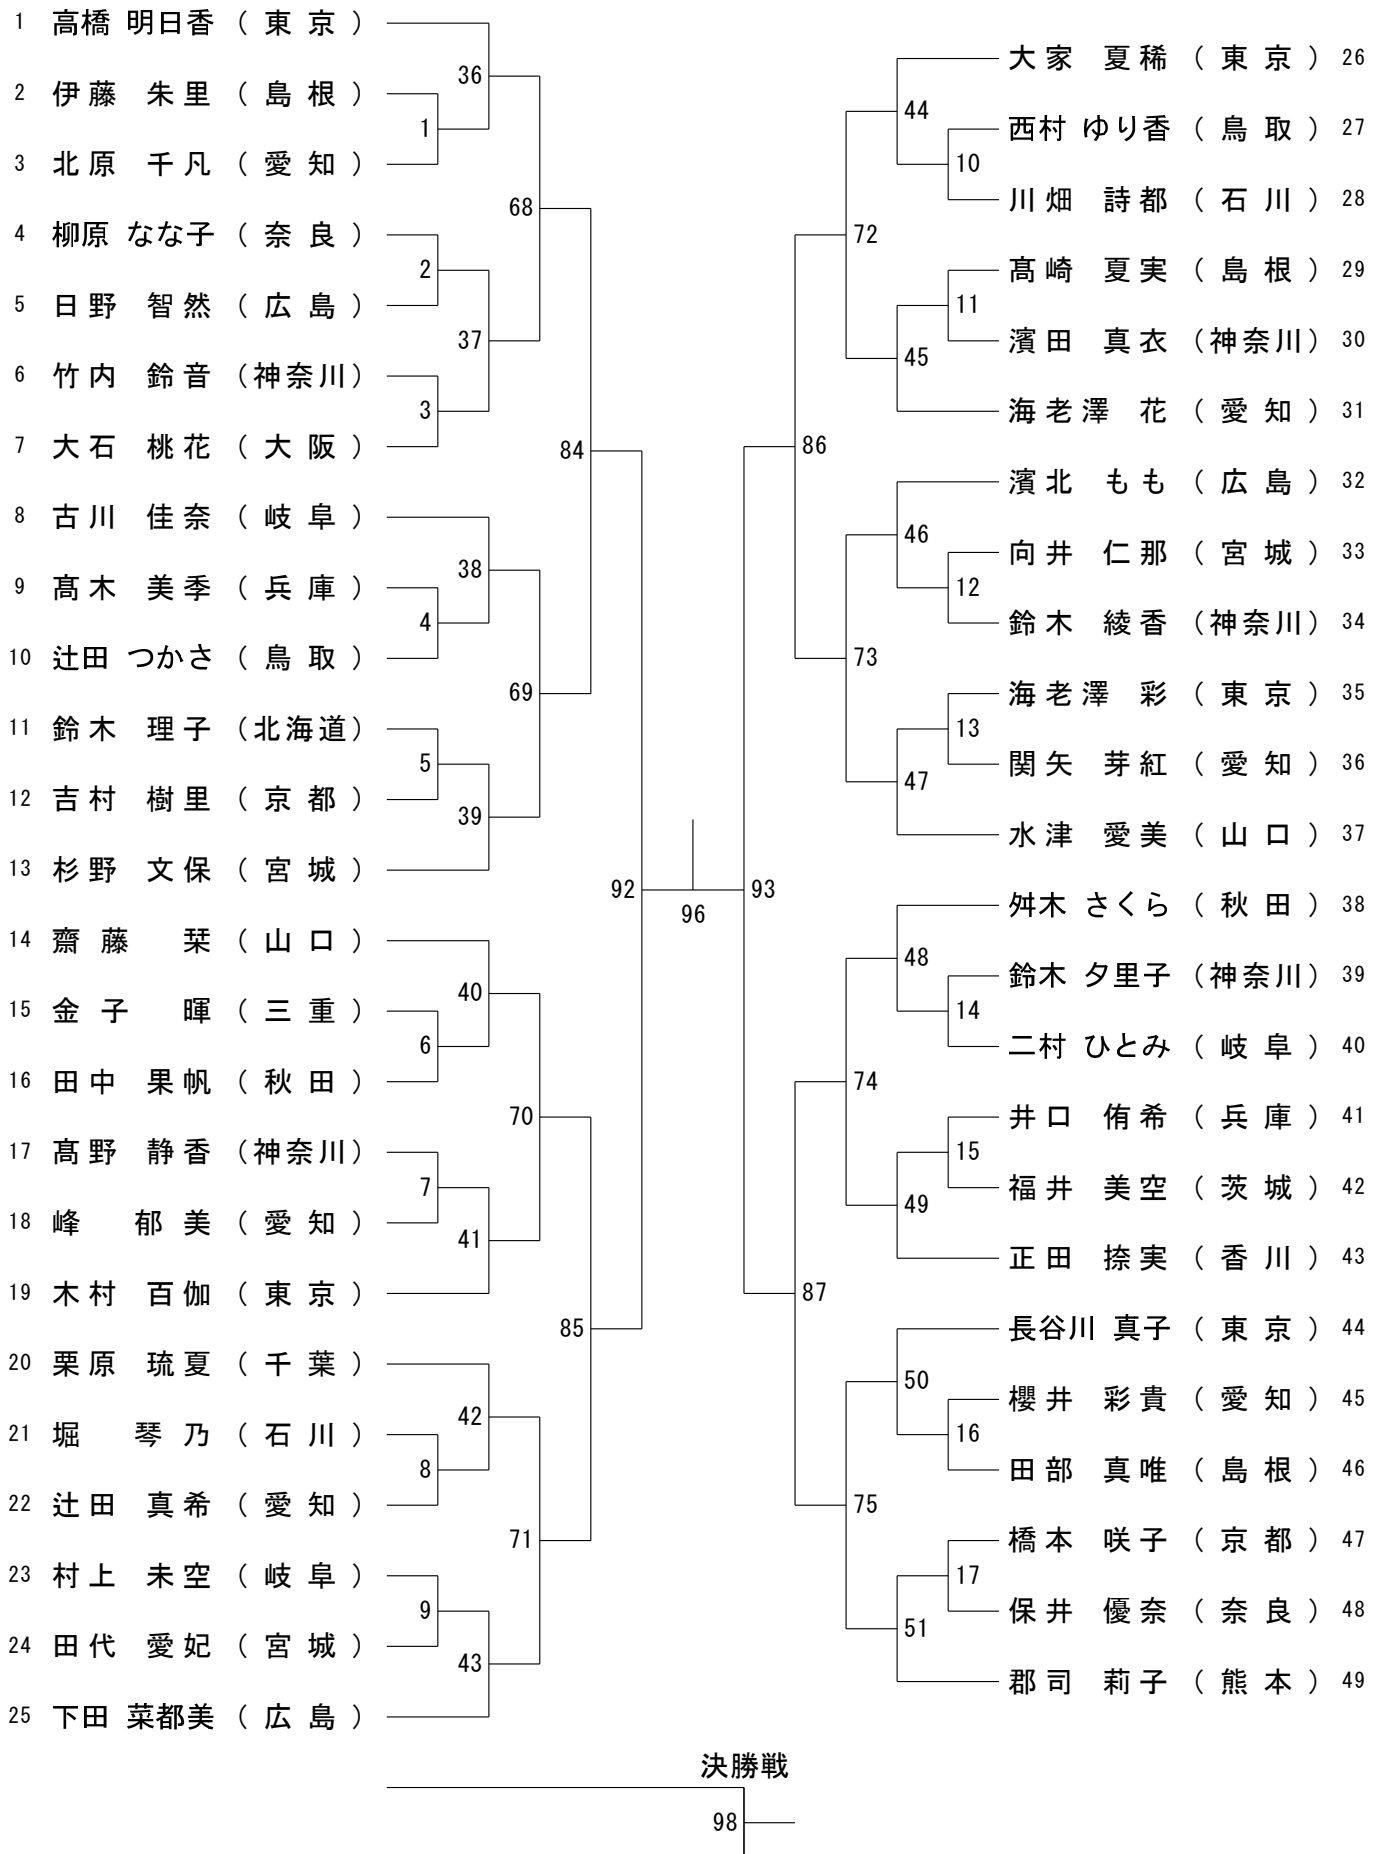 1 高橋 明日香 （ 東 京 ）
36
2 伊藤 朱里 （ 島 根 ）
1
3 北原 千凡 （ 愛 知 ）
68
4 柳原 なな子 （ 奈 良 ）
2
5 日野 智然 （ 広 島 ）
37
6 竹内 鈴音 （神奈川）
3
7 大石 桃花 （ 大 阪 ）
84
8 古川 佳奈 （ 岐 阜 ）
38
9 髙木 美季 （ 兵 庫 ）
4
10 辻田 つかさ （ 鳥 取 ）
69
11 鈴木 理子 （北海道）
5
12 吉村 樹里 （ 京 都 ）
39
13 杉野 文保 （ 宮 城 ）
92
14 齋藤 栞 （ 山 口 ）
40
15 金子 暉 （ 三 重 ）
6
16 田中 果帆 （ 秋 田 ）
70
17 髙野 静香 （神奈川）
7
18 峰 郁美 （ 愛 知 ）
41
19 木村 百伽 （ 東 京 ）
85
20 栗原 琉夏 （ 千 葉 ）
42
21 堀 琴乃 （ 石 川 ）
8
22 辻田 真希 （ 愛 知 ）
71
23 村上 未空 （ 岐 阜 ）
9
24 田代 愛妃 （ 宮 城 ）
43
25 下田 菜都美 （ 広 島 ）
96
大家 夏稀 （ 東 京 ） 26
44
西村 ゆり香 （ 鳥 取 ） 27
10
川畑 詩都 （ 石 川 ） 28
72
髙崎 夏実 （ 島 根 ） 29
11
濱田 真衣 （神奈川） 30
45
海老澤 花 （ 愛 知 ） 31
86
濱北 もも （ 広 島 ） 32
46
向井 仁那 （ 宮 城 ） 33
12
鈴木 綾香 （神奈川） 34
73
海老澤 彩 （ 東 京 ） 35
13
関矢 芽紅 （ 愛 知 ） 36
47
水津 愛美 （ 山 口 ） 37
93
舛木 さくら （ 秋 田 ） 38
48
鈴木 夕里子 （神奈川） 39
14
二村 ひとみ （ 岐 阜 ） 40
74
井口 侑希 （ 兵 庫 ） 41
15
福井 美空 （ 茨 城 ） 42
49
正田 捺実 （ 香 川 ） 43
87
長谷川 真子 （ 東 京 ） 44
50
櫻井 彩貴 （ 愛 知 ） 45
16
田部 真唯 （ 島 根 ） 46
75
橋本 咲子 （ 京 都 ） 47
17
保井 優奈 （ 奈 良 ） 48
51
郡司 莉子 （ 熊 本 ） 49
決勝戦
98